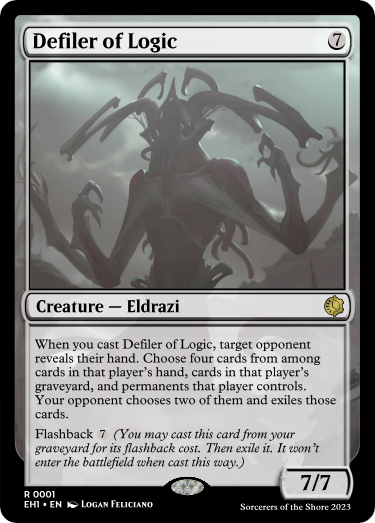 Defiler of Logic 7
Creature — Eldrazi
When you cast Defiler of Logic, target opponent
reveals their hand. Choose four cards from among
cards in that player's hand, cards in that player's
graveyard, and permanents that player controls.
Your opponent chooses two of them and exiles those
cards.
Flashback 7 (You may cast this card from your
graveyard for its flashback cost. Then exile it. It won't
enter the battlefield when cast this way.)
7/7
R 0001
EH1 • EN Logan Feliciano
Sorcerers of the Shore 2023